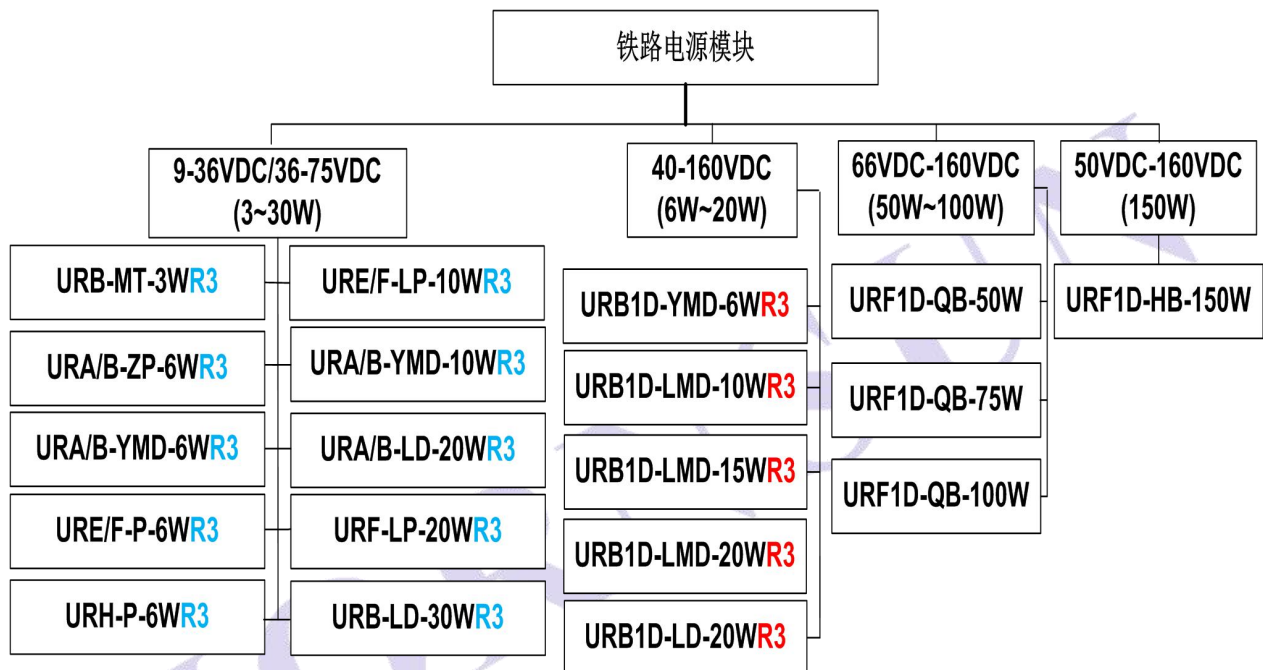 铁路电源模块
9-36VDC/36-75VDC
(3~30W)
URB-MT-3WR3
URA/B-ZP-6WR3
URA/B-YMD-6WR3
URE/F-P-6WR3
URH-P-6WR3
URE/F-LP-10WR3
URA/B-YMD-10WR3
URA/B-LD-20WR3
URF-LP-20WR3
URB-LD-30WR3
40-160VDC
(6W~20W)
URB1D-YMD-6WR3
URB1D-LMD-10WR3
URB1D-LMD-15WR3
URB1D-LMD-20WR3
URB1D-LD-20WR3
66VDC-160VDC
(50W~100W)
URF1D-QB-50W
URF1D-QB-75W
URF1D-QB-100W
50VDC-160VDC
(150W)
URF1D-HB-150W